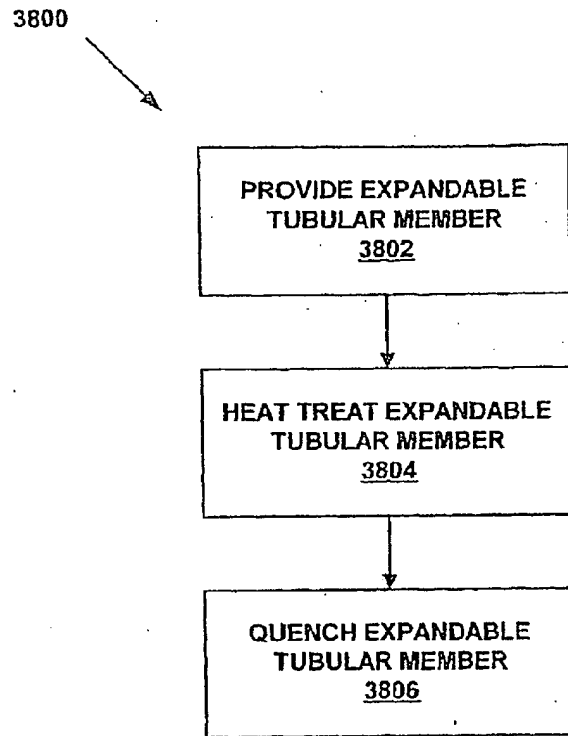 3800
PROVIDE EXPANDABLE
TUBULAR MEMBER
3802
HEAT TREAT EXPANDABLE
TUBULAR MEMBER
3804
QUENCH EXPANDABLE
TUBULAR MEMBER
3806